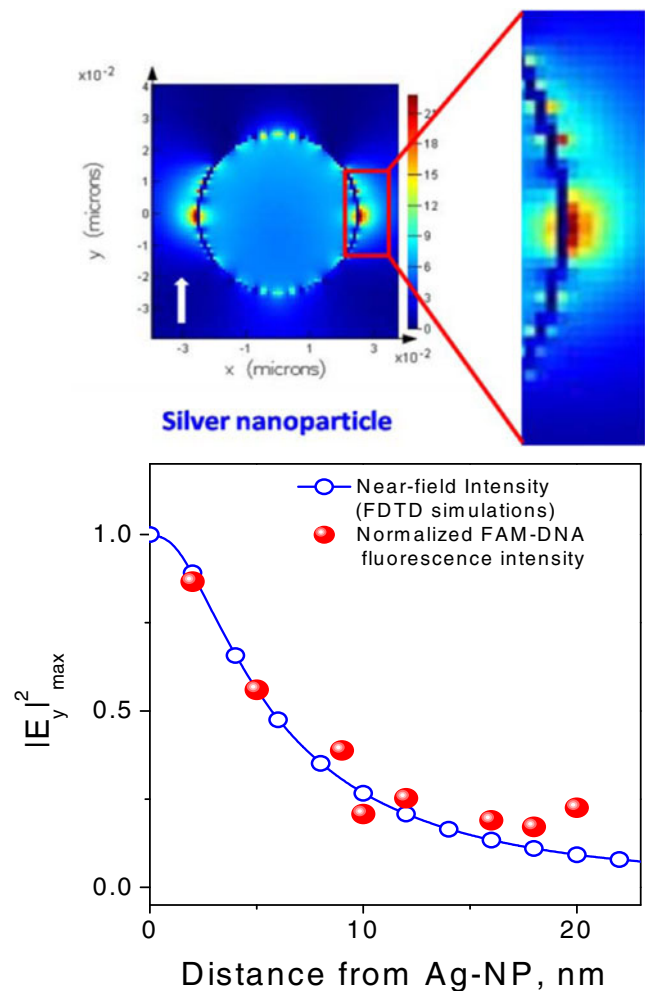 x10⁻²
4
3
2
1
0
-1
-2
-3
y (microns)
21
18
15
12
9
6
3
0
-3 -1 1 3
x10⁻²
x (microns)
Silver nanoparticle
Near-field Intensity
(FDTD simulations)
Normalized FAM-DNA
fluorescence intensity
1.0
0.5
0.0
|E_y|² max
0 10 20
Distance from Ag-NP, nm